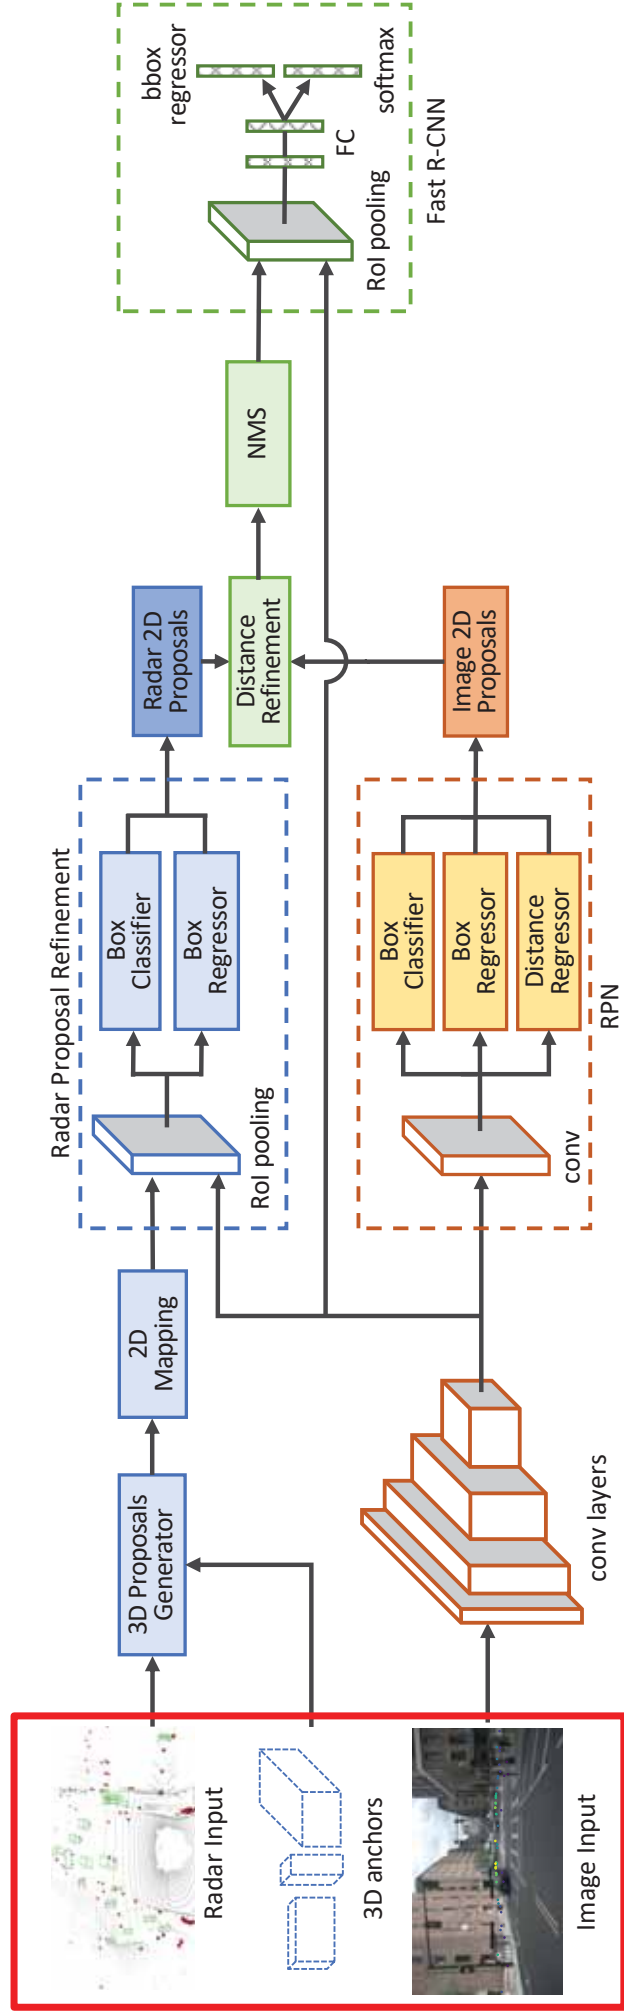 Radar Input
3D anchors
Image Input
3D Proposals
Generator
2D
Mapping
conv layers
Radar Proposal Refinement
RoI pooling
Box
Classifier
Box
Regressor
conv
Box
Classifier
Box
Regressor
Distance
Regressor
RPN
Radar 2D
Proposals
Distance
Refinement
Image 2D
Proposals
NMS
RoI pooling
FC
bbox
regressor
softmax
Fast R-CNN